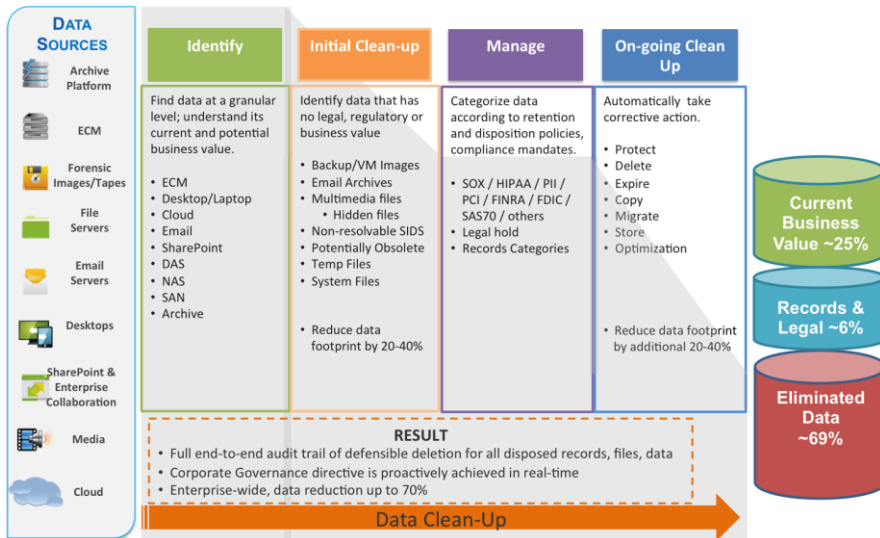 DATA
SOURCES
Archive
Platform
ECM
Forensic
Images/Tapes
File
Servers
Email
Servers
Desktops
SharePoint &
Enterprise
Collaboration
Media
Cloud
Identify
Find data at a granular
level; understand its
current and potential
business value.
• ECM
• Desktop/Laptop
• Cloud
• Email
• SharePoint
• DAS
• NAS
• SAN
• Archive
Initial Clean-up
Identify data that has
no legal, regulatory or
business value
• Backup/VM Images
• Email Archives
• Multimedia files
• Hidden files
• Non-resolvable SIDS
• Potentially Obsolete
• Temp Files
• System Files
• Reduce data
footprint by 20-40%
Manage
Categorize data
according to retention
and disposition policies,
compliance mandates.
• SOX / HIPAA / PII /
PCI / FINRA / FDIC /
SAS70 / others
• Legal hold
• Records Categories
On-going Clean
Up
Automatically take
corrective action.
• Protect
• Delete
• Expire
• Copy
• Migrate
• Store
• Optimization
• Reduce data footprint
by additional 20-40%
Current
Business
Value ~25%
Records &
Legal ~6%
Eliminated
Data
~69%
RESULT
• Full end-to-end audit trail of defensible deletion for all disposed records, files, data
• Corporate Governance directive is proactively achieved in real-time
• Enterprise-wide, data reduction up to 70%
Data Clean-Up